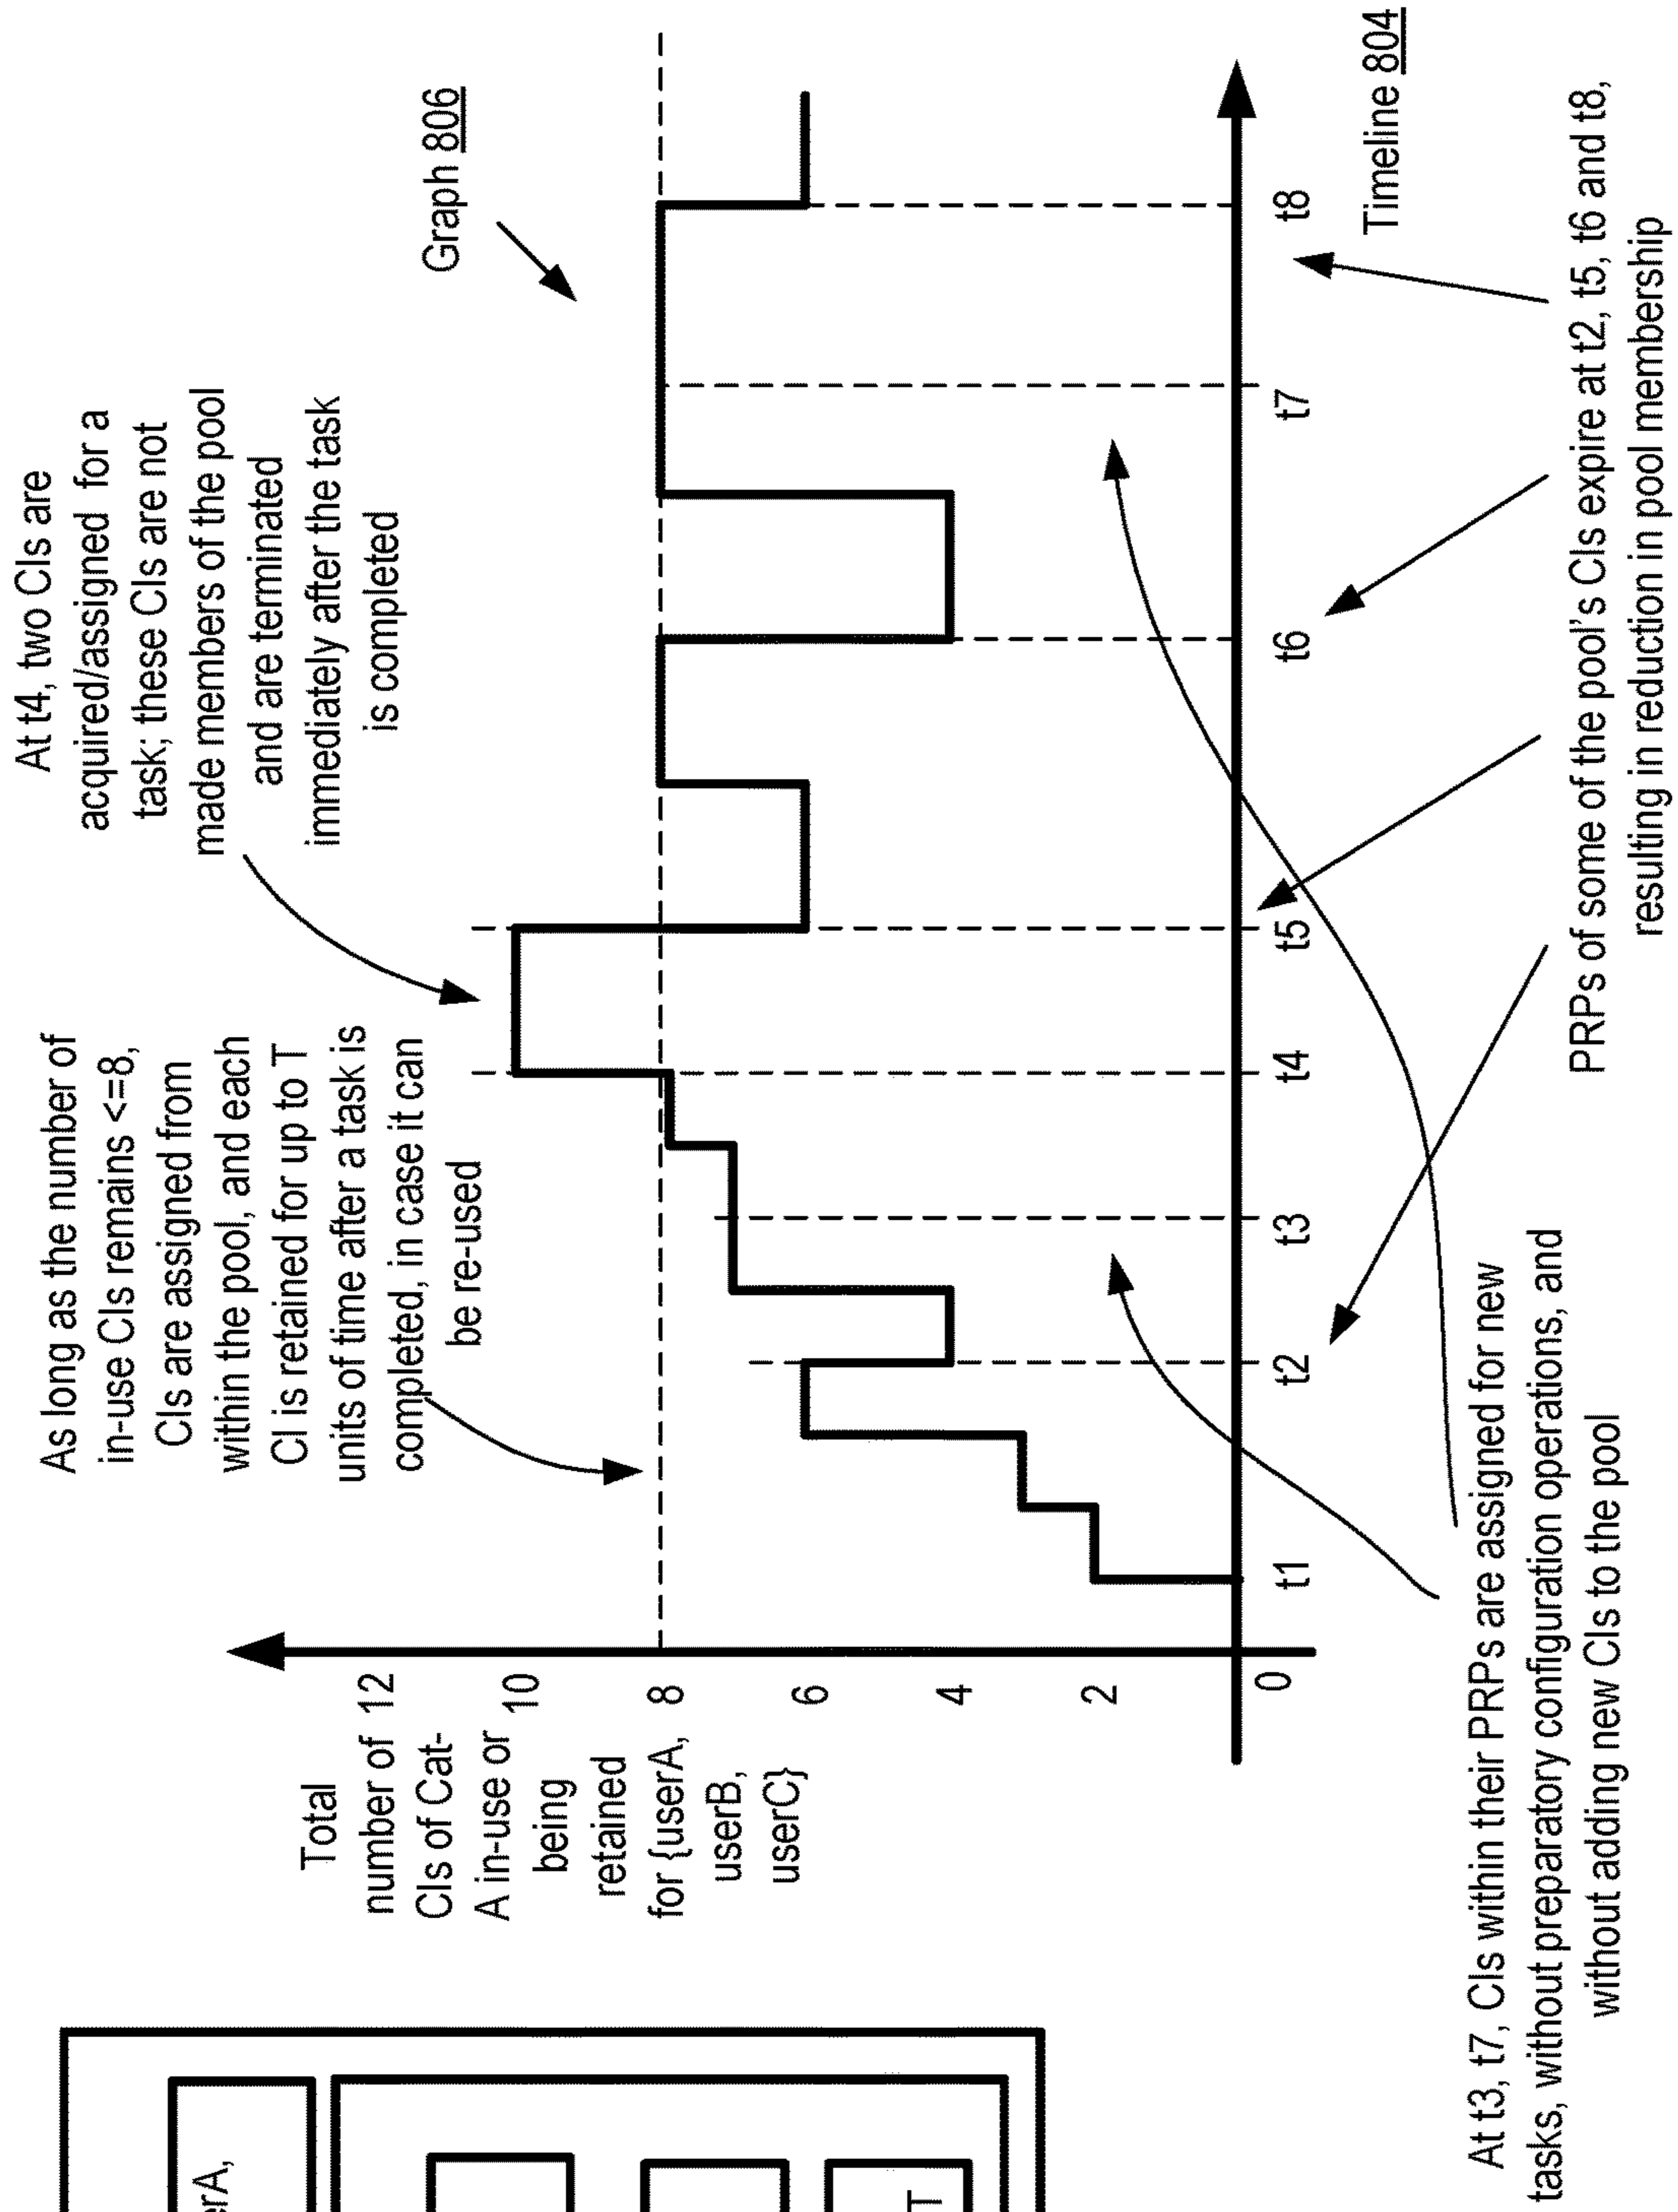 At t4, two CIs are
acquired/assigned for a
task; these CIs are not
made members of the pool
and are terminated
immediately after the task
is completed
As long as the number of
in-use CIs remains <=8,
CIs are assigned from
within the pool, and each
CI is retained for up to T
units of time after a task is
completed, in case it can
be re-used
Graph 806
Total
number of
CIs of Cat-
A in-use or
being
retained
for {userA,
userB,
userC}
12
10
8
6
4
2
0
t1
t2
t3
t4
t5
t6
t7
t8
Timeline 804
At t3, t7, CIs within their PRPs are assigned for new
tasks, without preparatory configuration operations, and
without adding new CIs to the pool
PRPs of some of the pool's CIs expire at t2, t5, t6 and t8,
resulting in reduction in pool membership
erA,
T